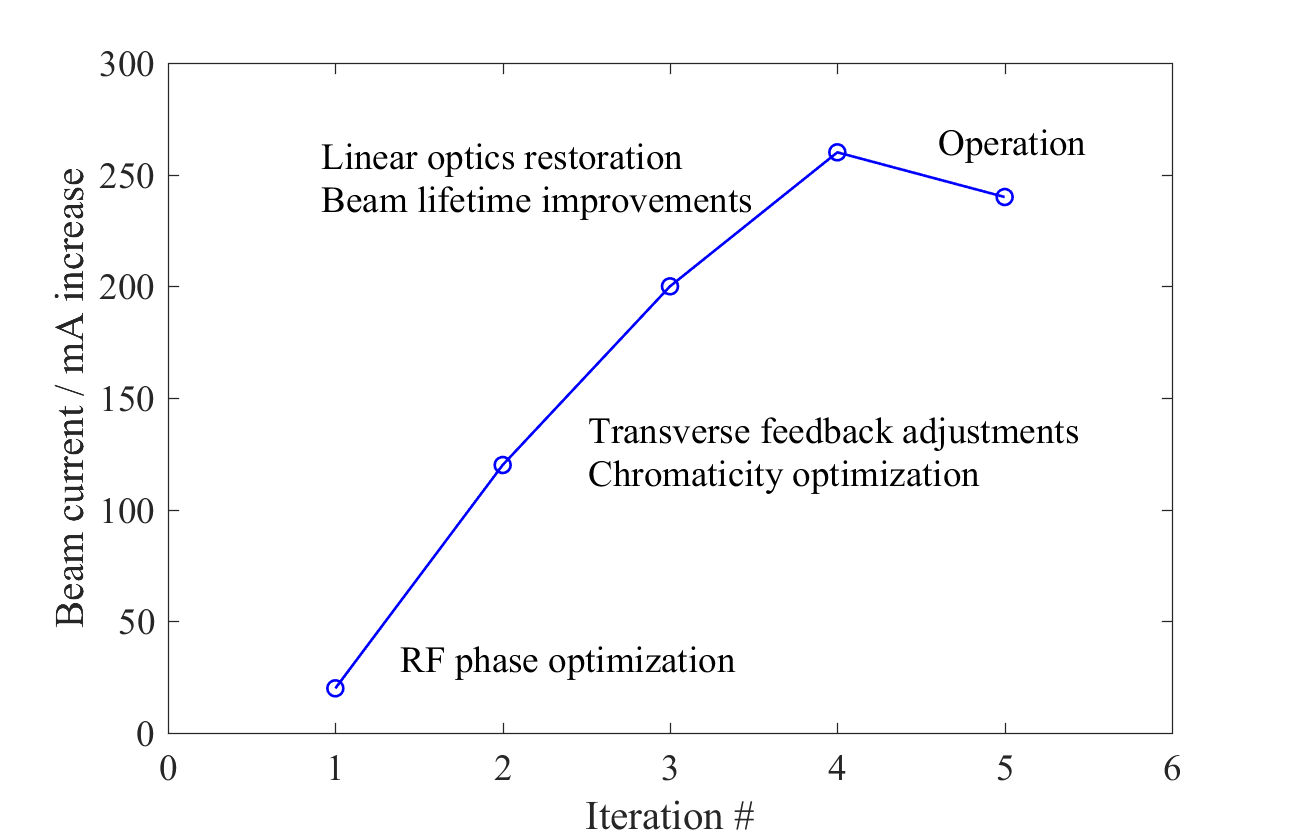 300
250
200
150
100
50
0
Beam current / mA increase
Linear optics restoration
Beam lifetime improvements
Operation
Transverse feedback adjustments
Chromaticity optimization
RF phase optimization
0 1 2 3 4 5 6
Iteration #